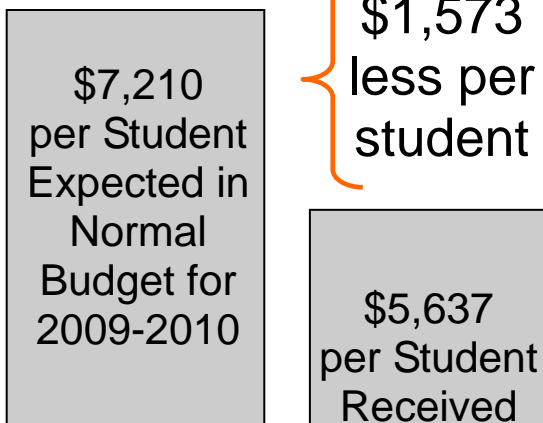 $7,210
per Student
Expected in
Normal
Budget for
2009-2010
$1,573
less per
student
$5,637
per Student
Received